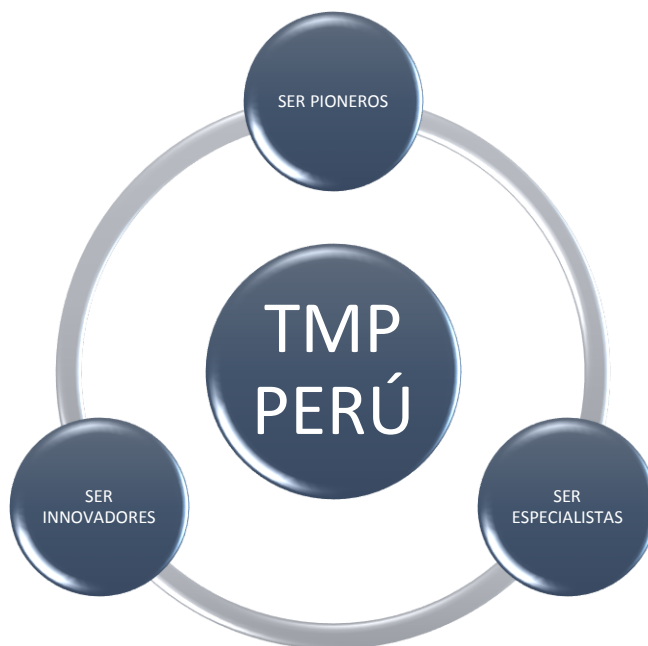 SER PIONEROS
TMP
PERÚ
SER
INNOVADORES
SER
ESPECIALISTAS